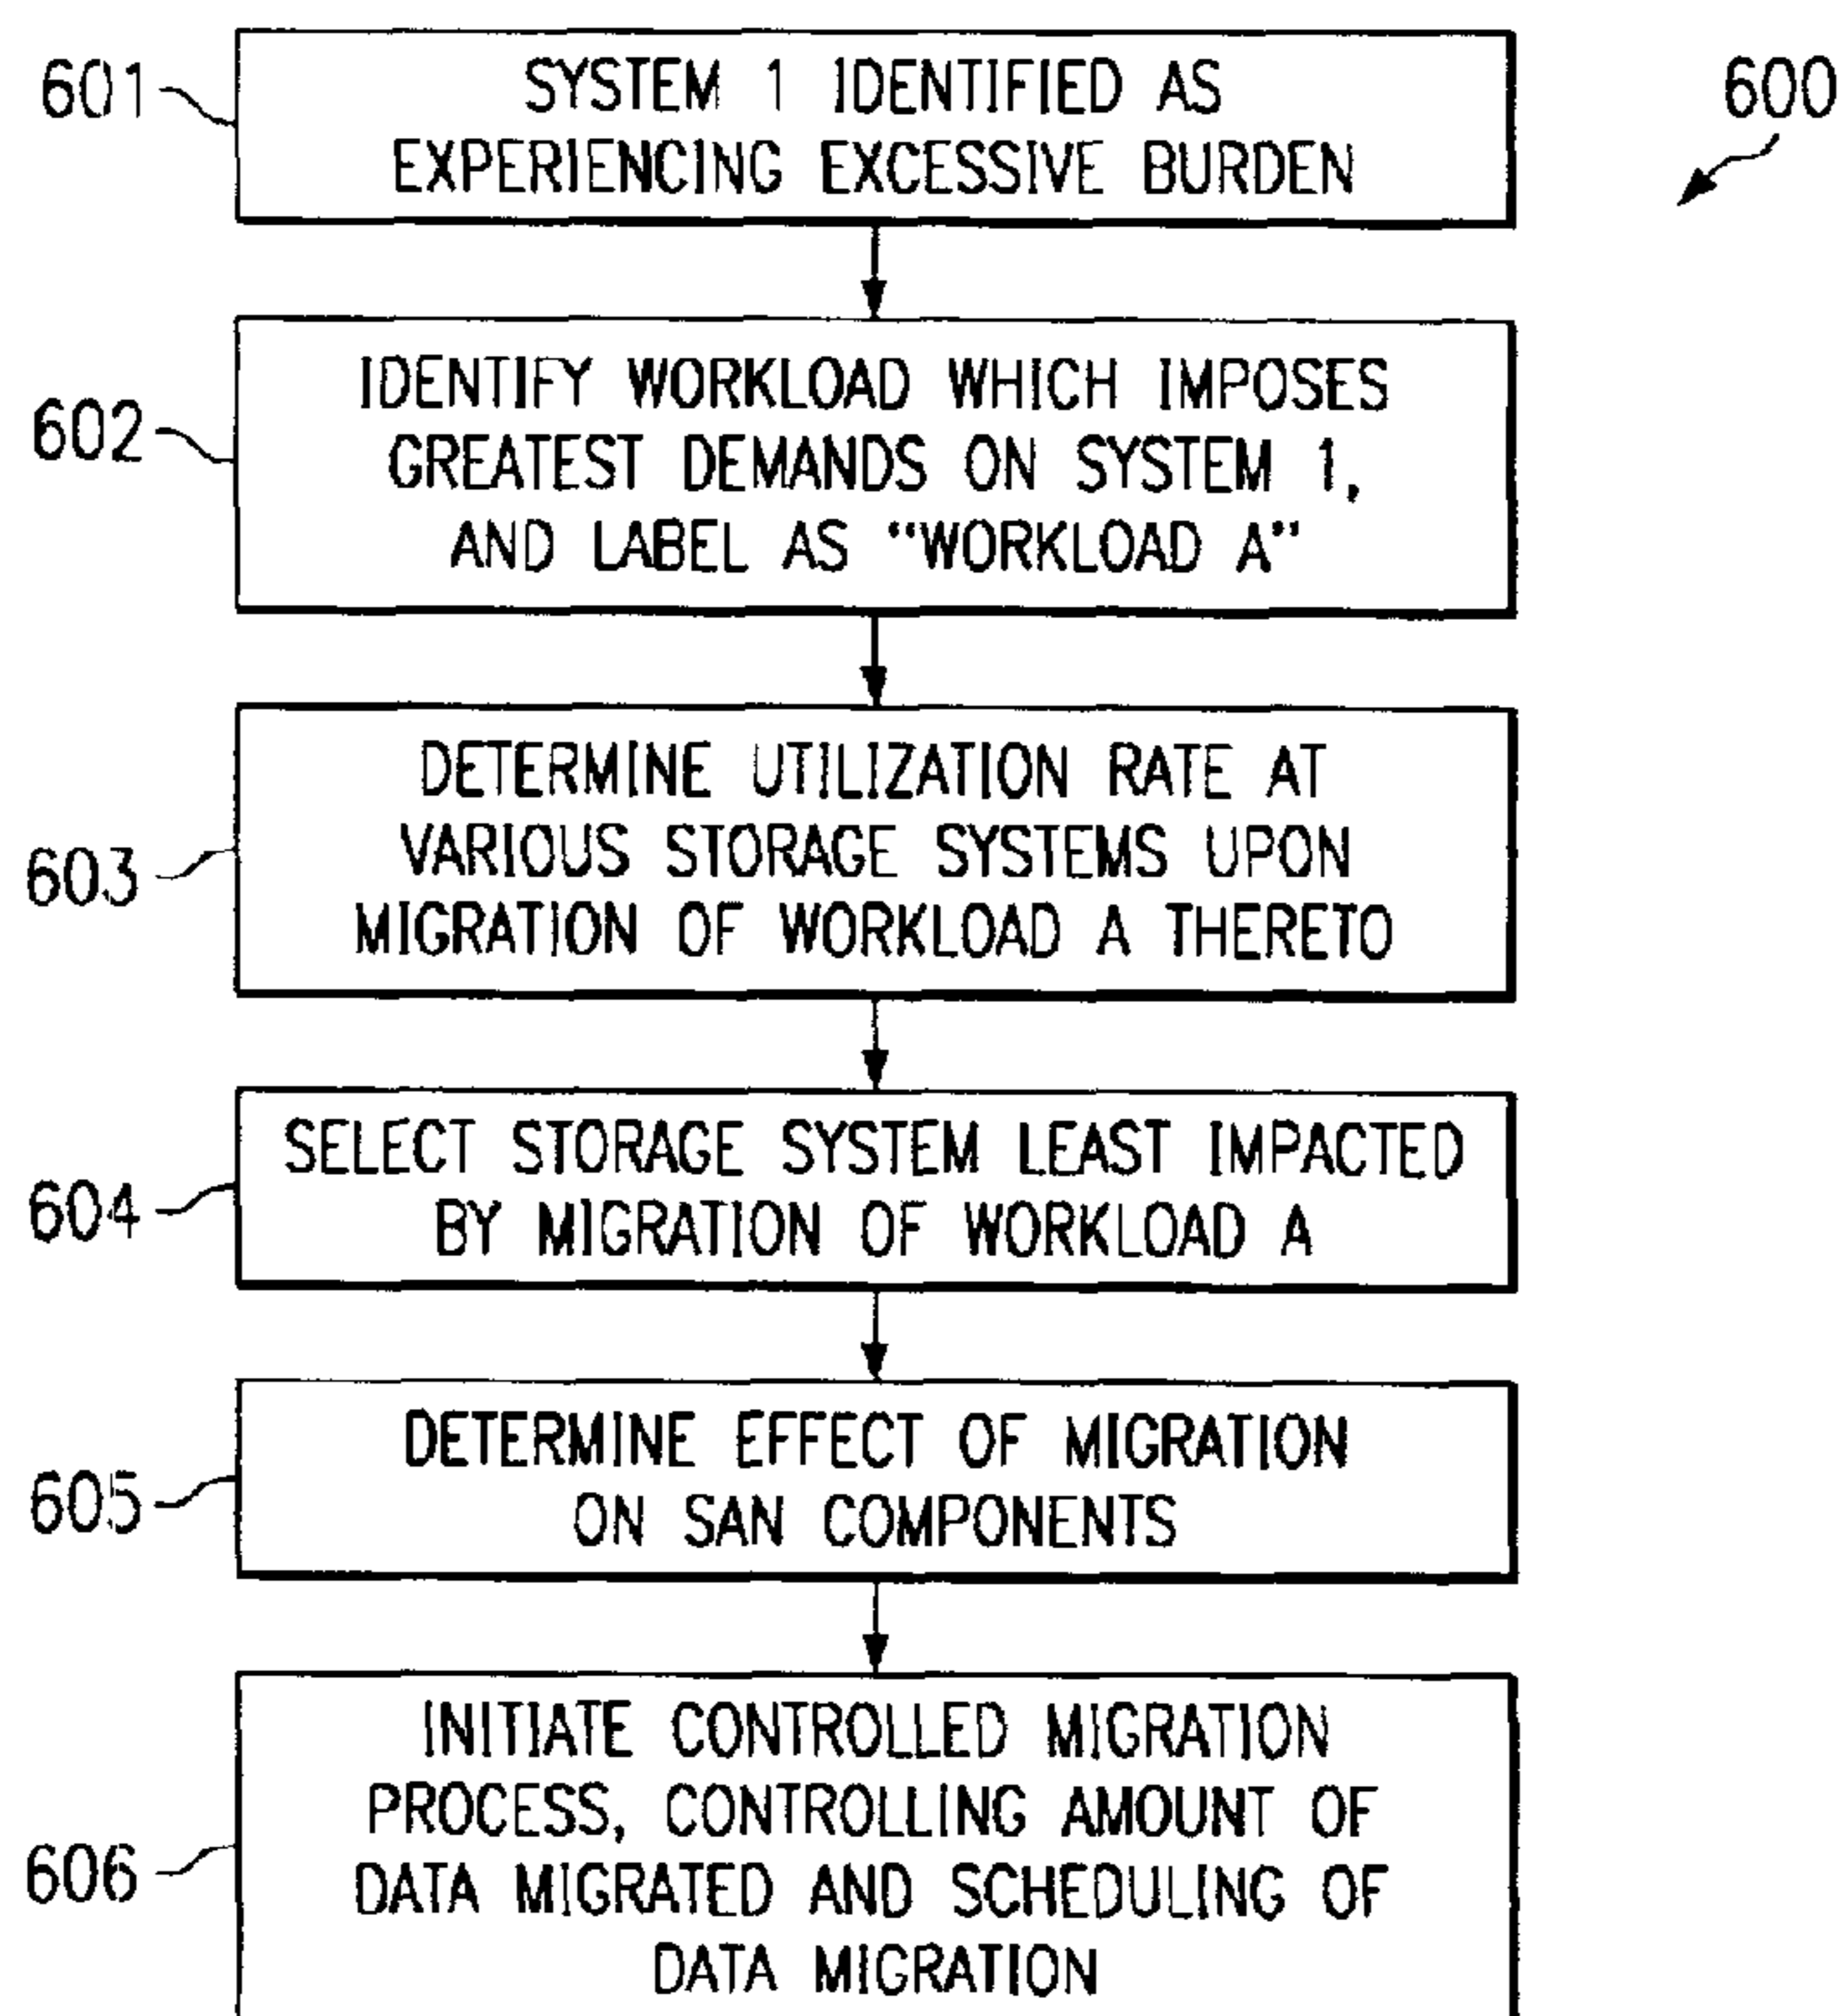 601
SYSTEM 1 IDENTIFIED AS
EXPERIENCING EXCESSIVE BURDEN
600
602
IDENTIFY WORKLOAD WHICH IMPOSES
GREATEST DEMANDS ON SYSTEM 1,
AND LABEL AS “WORKLOAD A”
603
DETERMINE UTILIZATION RATE AT
VARIOUS STORAGE SYSTEMS UPON
MIGRATION OF WORKLOAD A THERETO
604
SELECT STORAGE SYSTEM LEAST IMPACTED
BY MIGRATION OF WORKLOAD A
605
DETERMINE EFFECT OF MIGRATION
ON SAN COMPONENTS
606
INITIATE CONTROLLED MIGRATION
PROCESS, CONTROLLING AMOUNT OF
DATA MIGRATED AND SCHEDULING OF
DATA MIGRATION